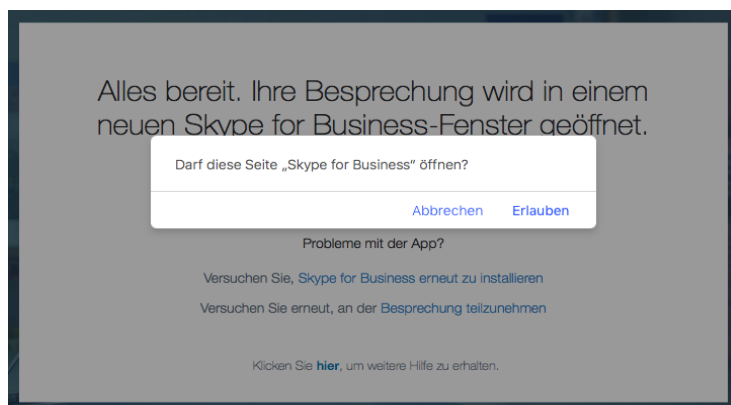 Alles bereit. Ihre Besprechung wird in einem
neuen Skype for Business-Fenster geöffnet.
Darf diese Seite „Skype for Business“ öffnen?
Abbrechen Erlauben
Probleme mit der App?
Versuchen Sie, Skype for Business erneut zu installieren
Versuchen Sie erneut, an der Besprechung teilzunehmen
Klicken Sie hier, um weitere Hilfe zu erhalten.